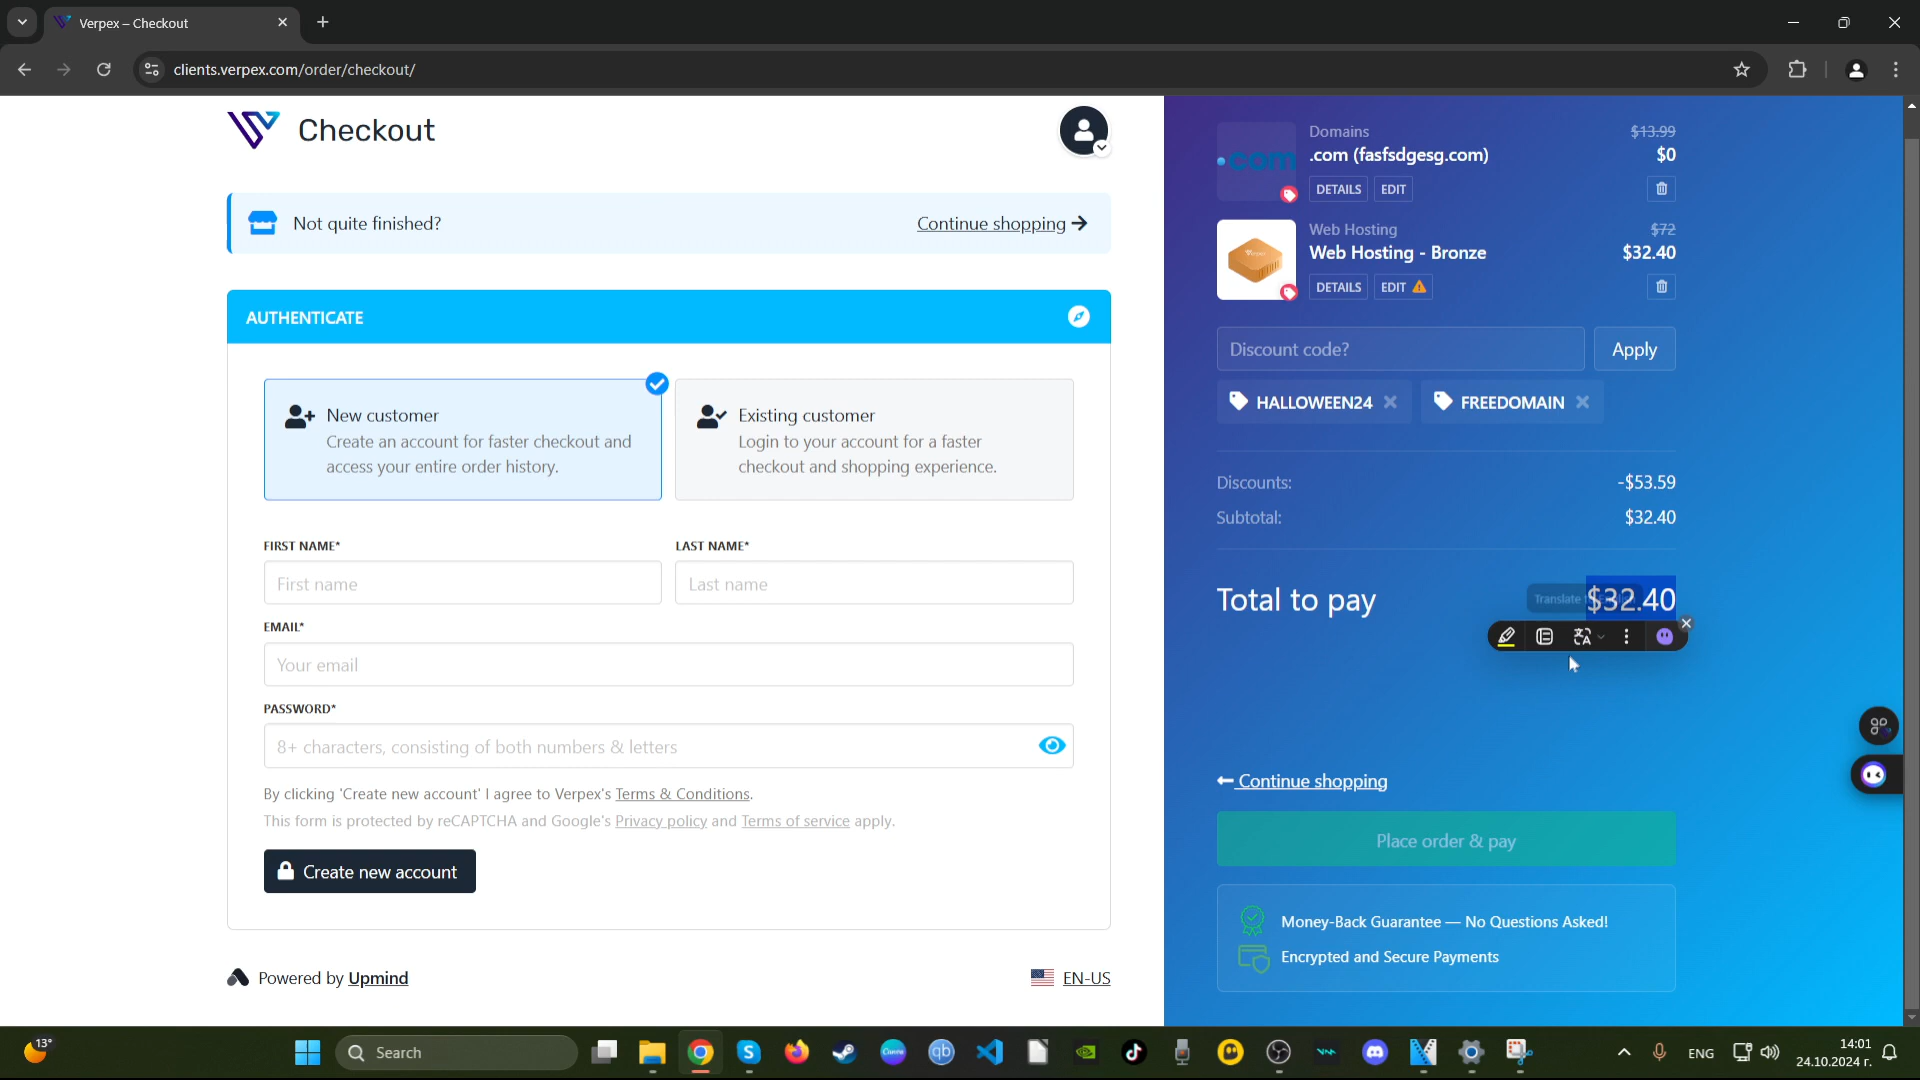 Verpex – Checkout
clients.verpex.com/order/checkout/
Checkout
Not quite finished?
Continue shopping
AUTHENTICATE
New customer
Create an account for faster checkout and
access your entire order history.
Existing customer
Login to your account for a faster
checkout and shopping experience.
FIRST NAME*
LAST NAME*
First name
Last name
EMAIL*
Your email
PASSWORD*
8+ characters, consisting of both numbers & letters
By clicking 'Create new account' I agree to Verpex's Terms & Conditions.
This form is protected by reCAPTCHA and Google's Privacy policy and Terms of service apply.
Create new account
Powered by Upmind
EN-US
Domains
$13.99
.com (fasfsdgesg.com)
$0
DETAILS
EDIT
Web Hosting
$72
Web Hosting - Bronze
$32.40
DETAILS
EDIT
Discount code?
Apply
HALLOWEEN24
FREEDOMAIN
Discounts:
-$53.59
Subtotal:
$32.40
Total to pay
Translate
$32.40
Continue shopping
Place order & pay
Money-Back Guarantee — No Questions Asked!
Encrypted and Secure Payments
13°
Search
Canva
qb
ENG
14:01
24.10.2024 г.